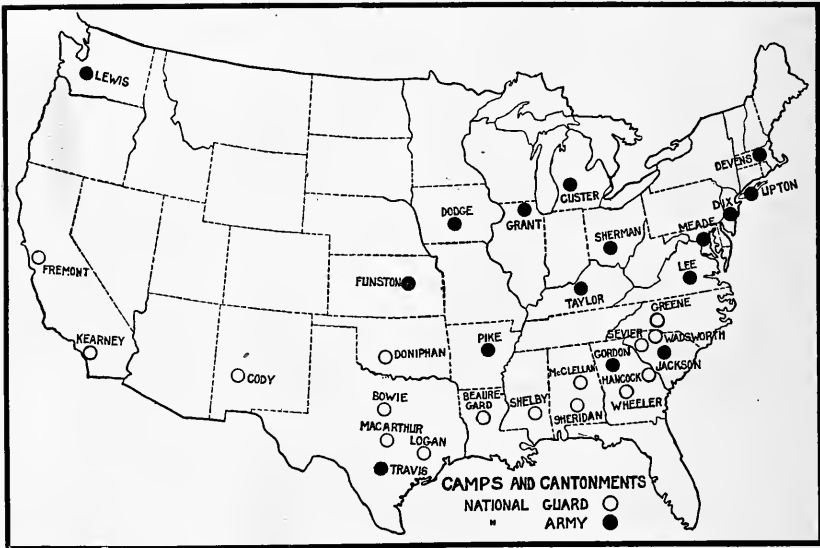 LEWIS
DEVENS
UPTON
CUSTER
DIX
DODGE
GRANT
MEADE
SHERMAN
FREMONT
LEE
FUNSTON
TAYLOR
GREENE
KEARNEY
PIKE
SEVIER
WADSWORTH
DONIPHAN
GORDON
JACKSON
CODY
McCLELLAN
HANCOCK
BOWIE
BEAURE
GARD
SHELBY
WHEELER
SHERIDAN
MACARTHUR
LOGAN
TRAVIS
CAMPS AND CANTONMENTS
NATIONAL GUARD
" ARMY